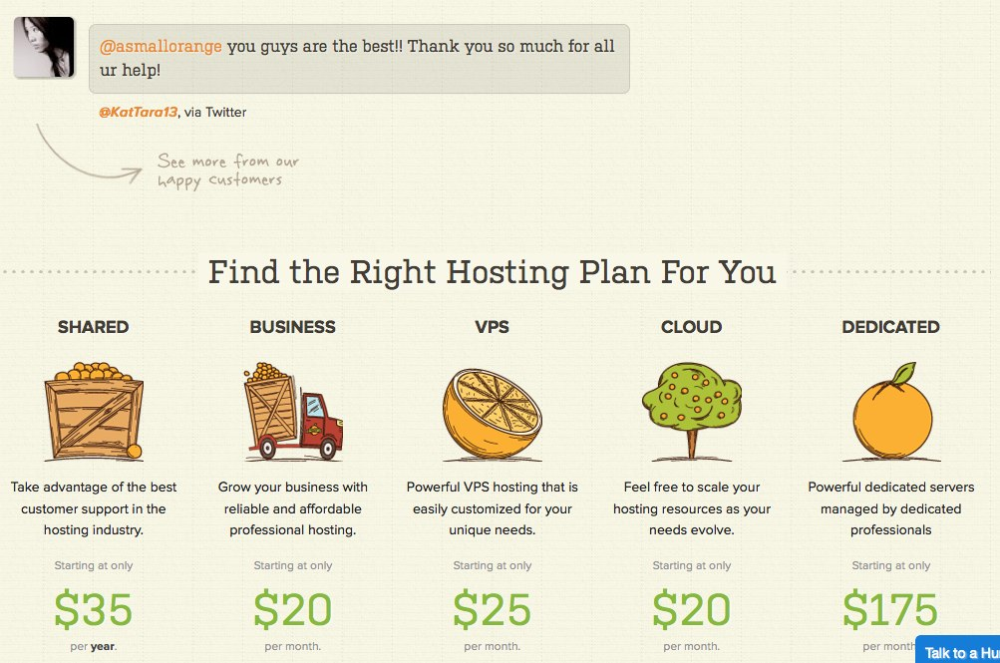 @asmallorange you guys are the best!! Thank you so much for all
ur help!
@KatTara13, via Twitter
See more from our
happy customers
Find the Right Hosting Plan For You
SHARED
Take advantage of the best
customer support in the
hosting industry.
Starting at only
$35
per year.
BUSINESS
Grow your business with
reliable and affordable
professional hosting.
Starting at only
$20
per month.
VPS
Powerful VPS hosting that is
easily customized for your
unique needs.
Starting at only
$25
per month.
CLOUD
Feel free to scale your
hosting resources as your
needs evolve.
Starting at only
$20
per month.
DEDICATED
Powerful dedicated servers
managed by dedicated
professionals
Starting at only
$175
per month
Talk to a Hu